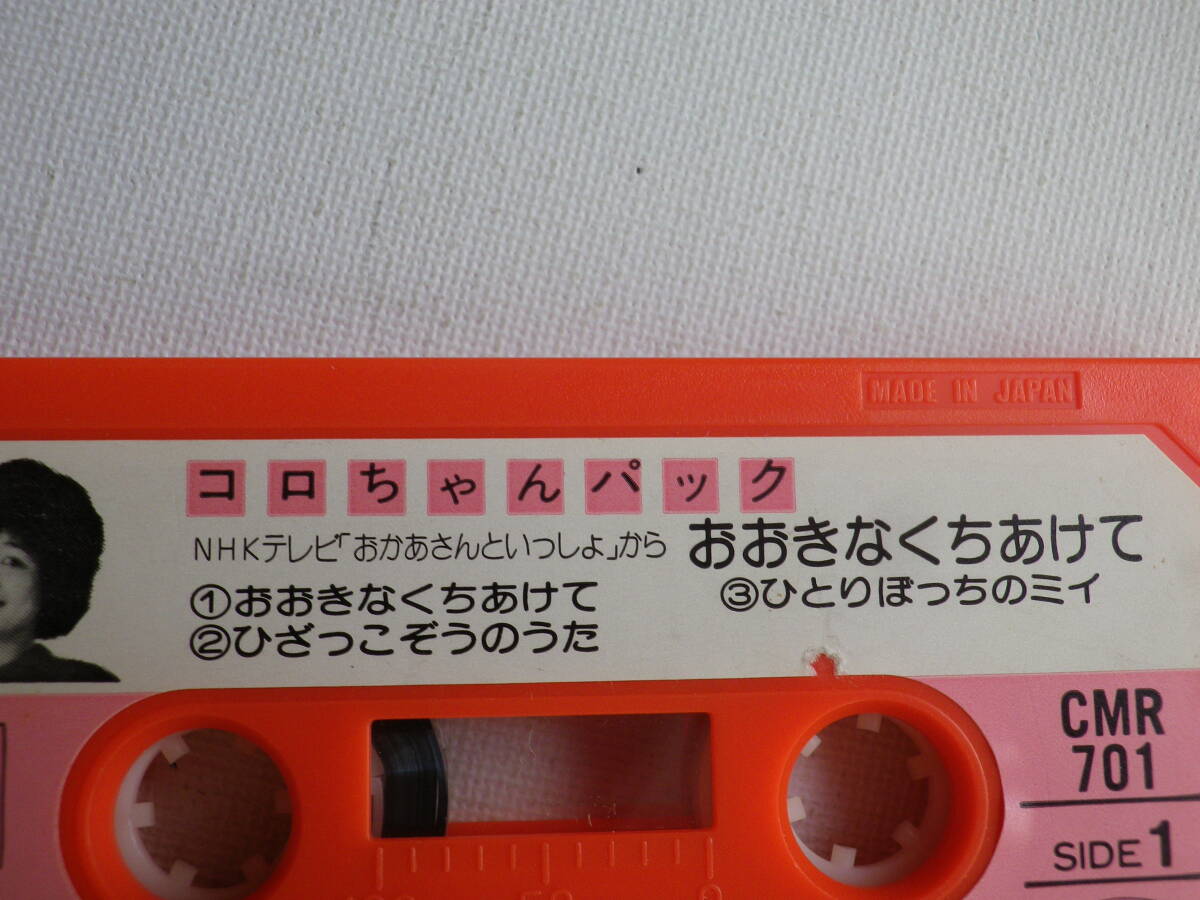 MADE IN JAPAN
コロちゃんパック
NHKテレビ「おかあさんといっしょ」から おおきなくちあけて
①おおきなくちあけて
②ひざっこぞうのうた
③ひとりぼっちのミイ
CMR
701
SIDE 1